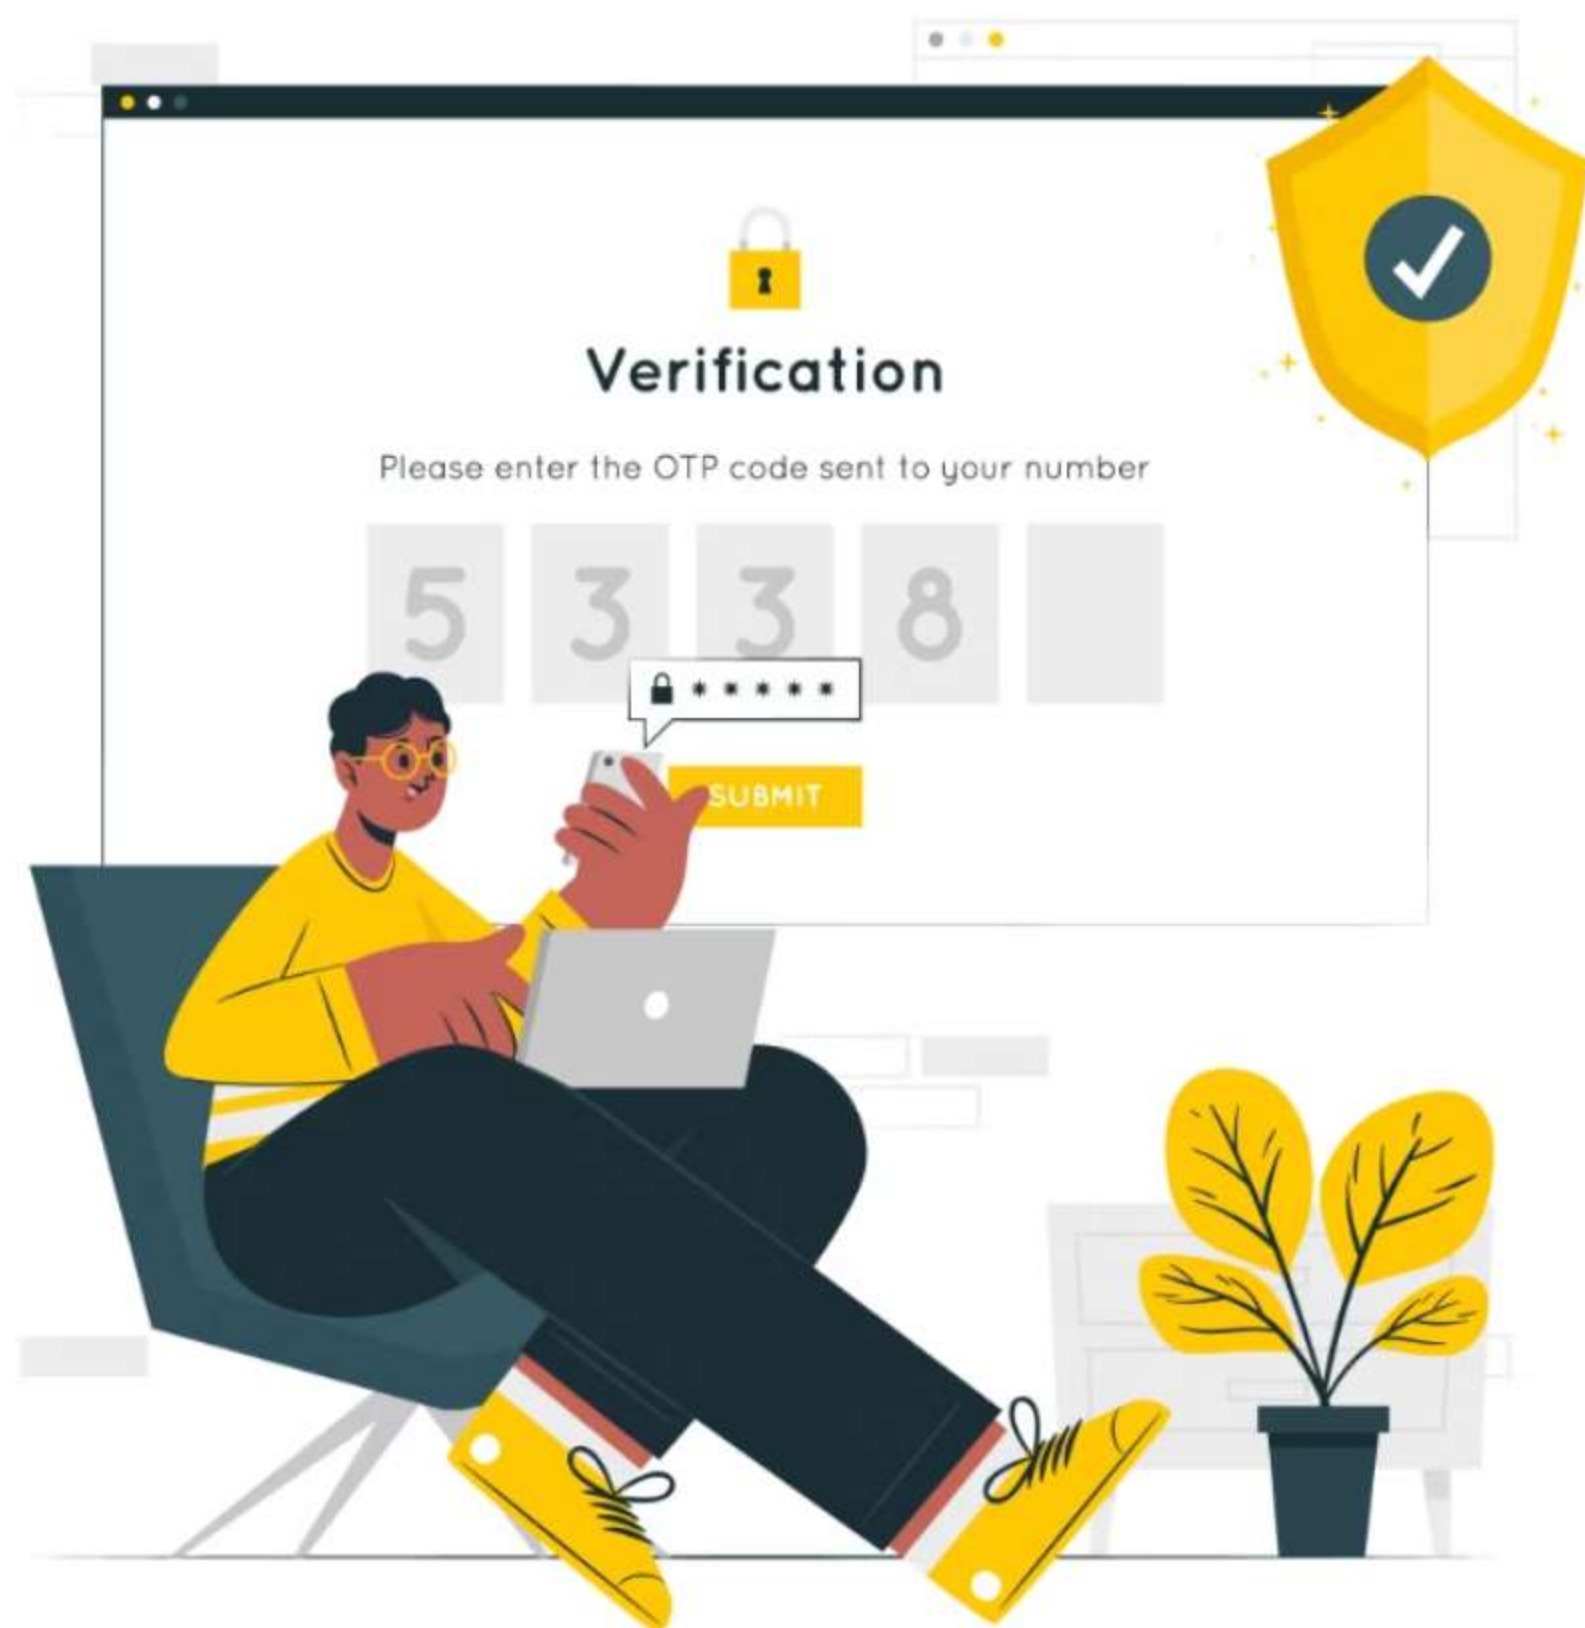 Verification
Please enter the OTP code sent to your number
5 3 3 8
* * * * *
SUBMIT